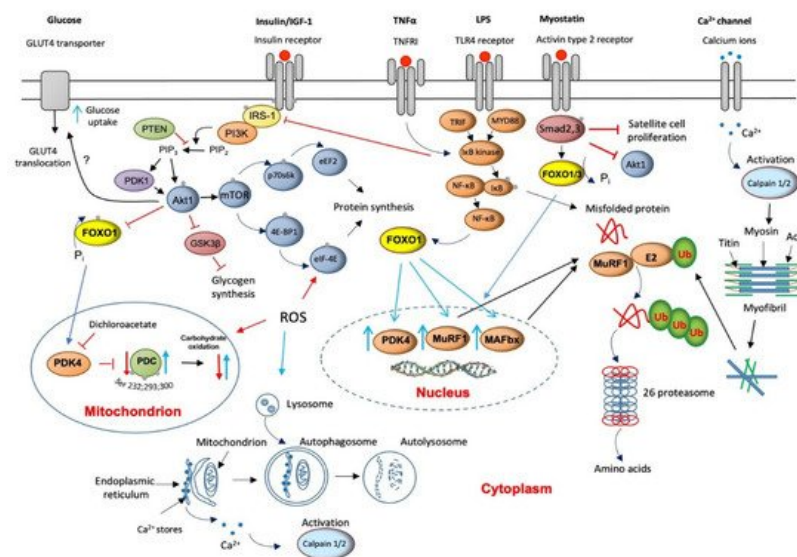 Glucose
GLUT4 transporter
Insulin/IGF-1
Insulin receptor
TNFα
TNFRI
LPS
TLR4 receptor
Myostatin
Activin type 2 receptor
Ca²⁺ channel
Calcium ions
Glucose
uptake
GLUT4
translocation
?
PTEN
PIP₃
PIP₂
PI3K
IRS-1
PDK1
Akt1
mTOR
p70s6k
eEF2
4E-BP1
eIF-4E
Protein synthesis
FOXO1
Pᵢ
GSK3β
Glycogen
synthesis
TRIF
MYD88
IκB kinase
NF-κB
IκB
NF-κB
FOXO1
Smad2,3
Satellite cell
proliferation
Akt1
FOXO1/3
Pᵢ
Ca²⁺
Activation
Calpain 1/2
Titin
Myosin
Ac
Myofibril
Misfolded protein
MuRF1
E2
Ub
Ub
Ub
Ub
26 proteasome
Amino acids
ROS
Dichloroacetate
PDK4
PDC
Ser 232;293;300
Carbohydrate
oxidation
Mitochondrion
PDK4
MuRF1
MAFbx
Nucleus
Lysosome
Mitochondrion
Autophagosome
Autolysosome
Endoplasmic
reticulum
Ca²⁺ stores
Ca²⁺
Activation
Calpain 1/2
Cytoplasm